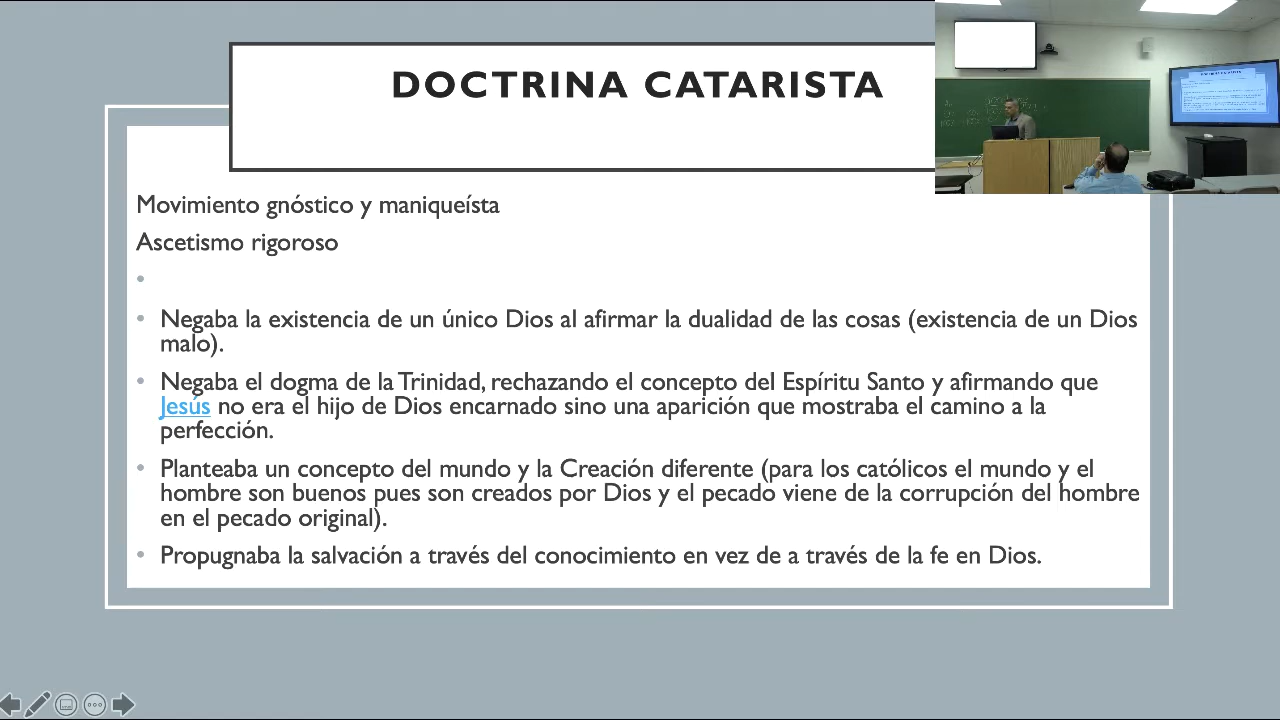 DOCTRINA CATARISTA
Movimiento gnóstico y maniqueísta
Ascetismo rigoroso
Negaba la existencia de un único Dios al afirmar la dualidad de las cosas (existencia de un Dios
malo).
Negaba el dogma de la Trinidad, rechazando el concepto del Espíritu Santo y afirmando que
Jesús no era el hijo de Dios encarnado sino una aparición que mostraba el camino a la
perfección.
Planteaba un concepto del mundo y la Creación diferente (para los católicos el mundo y el
hombre son buenos pues son creados por Dios y el pecado viene de la corrupción del hombre
en el pecado original).
Propugnaba la salvación a través del conocimiento en vez de a través de la fe en Dios.